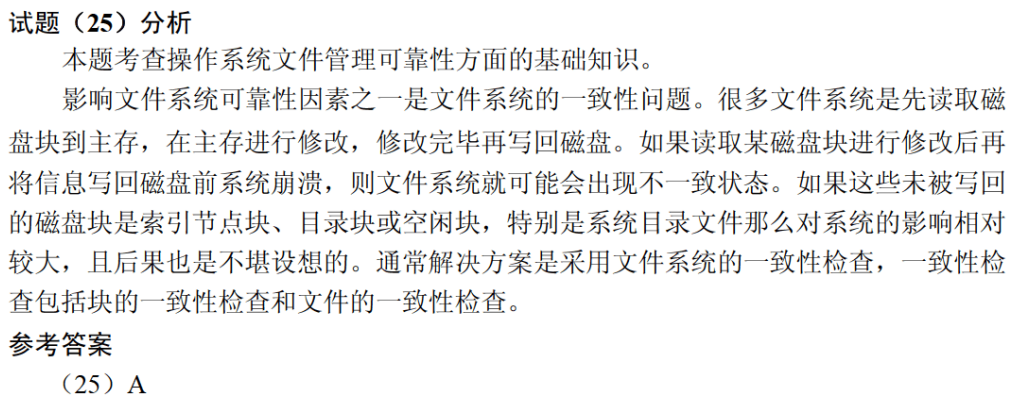 试题（25）分析
本题考查操作系统文件管理可靠性方面的基础知识。
影响文件系统可靠性因素之一是文件系统的一致性问题。很多文件系统是先读取磁
盘块到主存，在主存进行修改，修改完毕再写回磁盘。如果读取某磁盘块进行修改后再
将信息写回磁盘前系统崩溃，则文件系统就可能会出现不一致状态。如果这些未被写回
的磁盘块是索引节点块、目录块或空闲块，特别是系统目录文件那么对系统的影响相对
较大，且后果也是不堪设想的。通常解决方案是采用文件系统的一致性检查，一致性检
查包括块的一致性检查和文件的一致性检查。
参考答案
（25）A